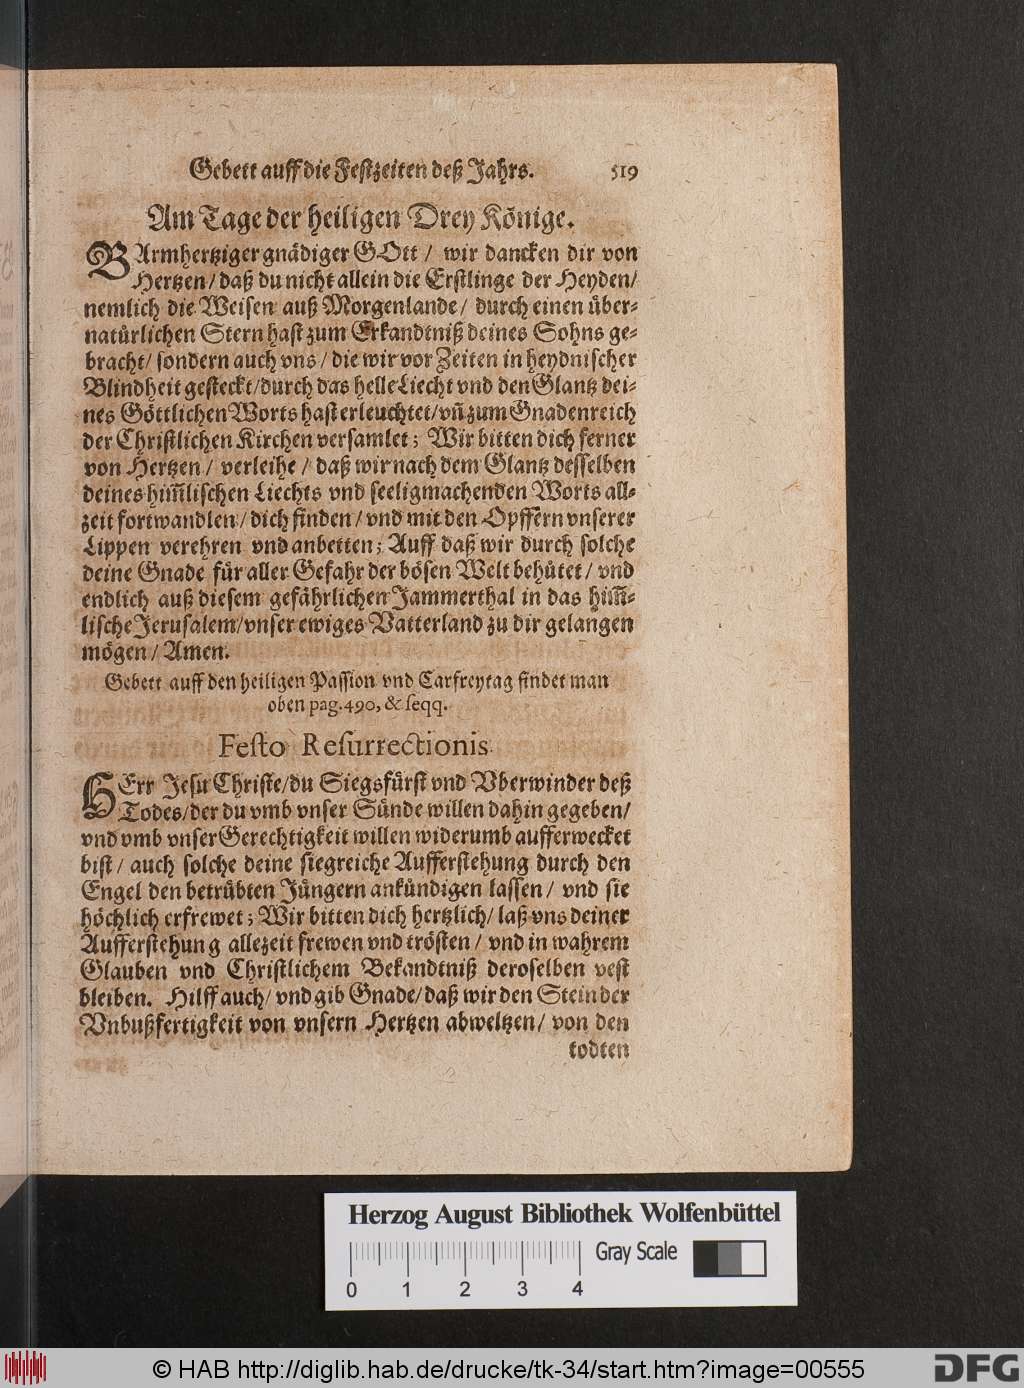 Gebett auff die Festzeiten deß Jahrs. 519
Am Tage der heiligen Drey Könige.
BArmhertziger gnädiger GOtt / wir dancken dir von
Hertzen / daß du nicht allein die Erstlinge der Heyden /
nemlich die Weisen auß Morgenlande / durch einen über-
natürlichen Stern hast zum Erkandtniß deines Sohns ge-
bracht / sondern auch vns / die wir vor Zeiten in heydnischer
Blindheit gesteckt / durch das helle Liecht vnd den Glantz dei-
nes Göttlichen Worts hast erleuchtet / vñ zum Gnadenreich
der Christlichen Kirchen versamlet ; Wir bitten dich ferner
von Hertzen / verleihe / daß wir nach dem Glantz desselben
deines him̃lischen Liechts vnd seeligmachenden Worts all-
zeit fortwandlen / dich finden / vnd mit den Opffern vnserer
Lippen verehren vnd anbetten ; Auff daß wir durch solche
deine Gnade für aller Gefahr der bösen Welt behütet / vnd
endlich auß diesem gefährlichen Jammerthal in das him̃-
lische Jerusalem / vnser ewiges Vatterland zu dir gelangen
mögen / Amen.
Gebett auff den heiligen Passion vnd Carfreytag findet man
oben pag. 490, & seqq.
Festo Resurrectionis.
HErr Jesu Christe / du Siegsfürst vnd Vberwinder deß
Todes / der du vmb vnser Sünde willen dahin gegeben /
vnd vmb vnser Gerechtigkeit willen widerumb aufferwecket
bist / auch solche deine siegreiche Aufferstehung durch den
Engel den betrübten Jüngern ankündigen lassen / vnd sie
höchlich erfrewet ; Wir bitten dich hertzlich / laß vns deiner
Aufferstehung allezeit frewen vnd trösten / vnd in wahrem
Glauben vnd Christlichem Bekandtniß deroselben vest
bleiben. Hilff auch / vnd gib Gnade / daß wir den Stein der
Vnbußfertigkeit von vnsern Hertzen abweltzen / von den
todten
Herzog August Bibliothek Wolfenbüttel
Gray Scale
0 1 2 3 4
© HAB http://diglib.hab.de/drucke/tk-34/start.htm?image=00555
DFG